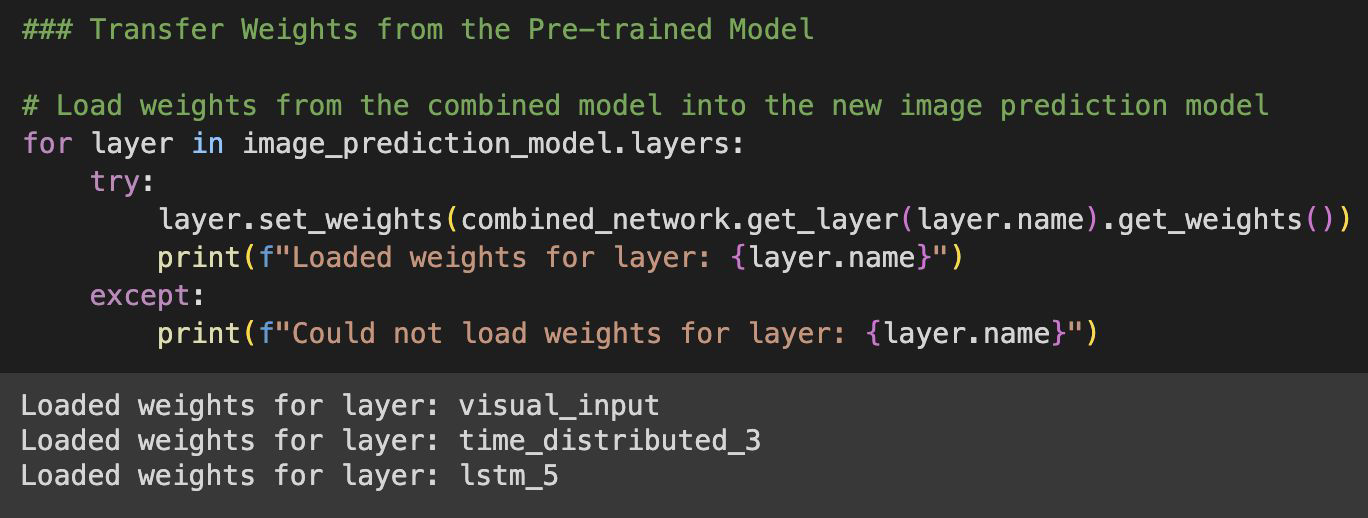 ### Transfer Weights from the Pre-trained Model
# Load weights from the combined model into the new image prediction model
for layer in image_prediction_model.layers:
    try:
        layer.set_weights(combined_network.get_layer(layer.name).get_weights())
        print(f"Loaded weights for layer: {layer.name}")
    except:
        print(f"Could not load weights for layer: {layer.name}")
Loaded weights for layer: visual_input
Loaded weights for layer: time_distributed_3
Loaded weights for layer: lstm_5